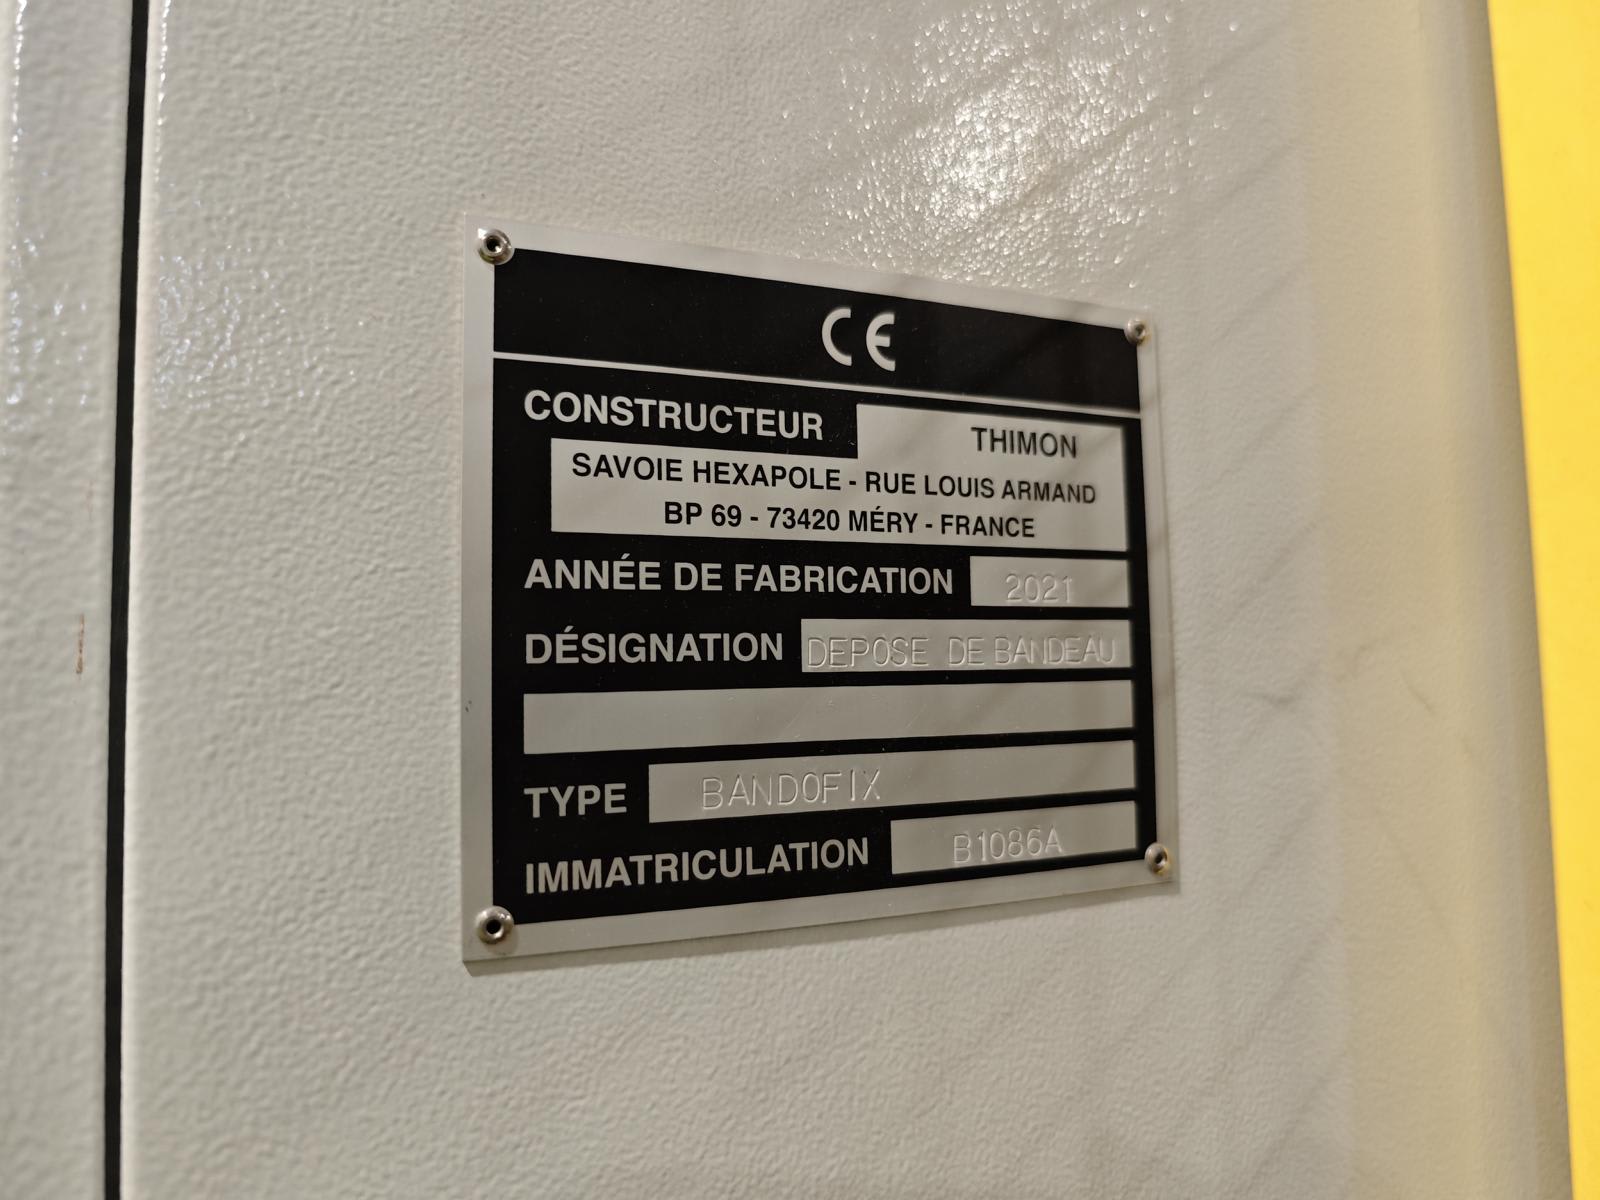 CE
CONSTRUCTEUR THIMON
SAVOIE HEXAPOLE - RUE LOUIS ARMAND
BP 69 - 73420 MÉRY - FRANCE
ANNÉE DE FABRICATION 2021
DÉSIGNATION DEPOSE DE BANDEAU
TYPE BANDOFIX
IMMATRICULATION B1086A